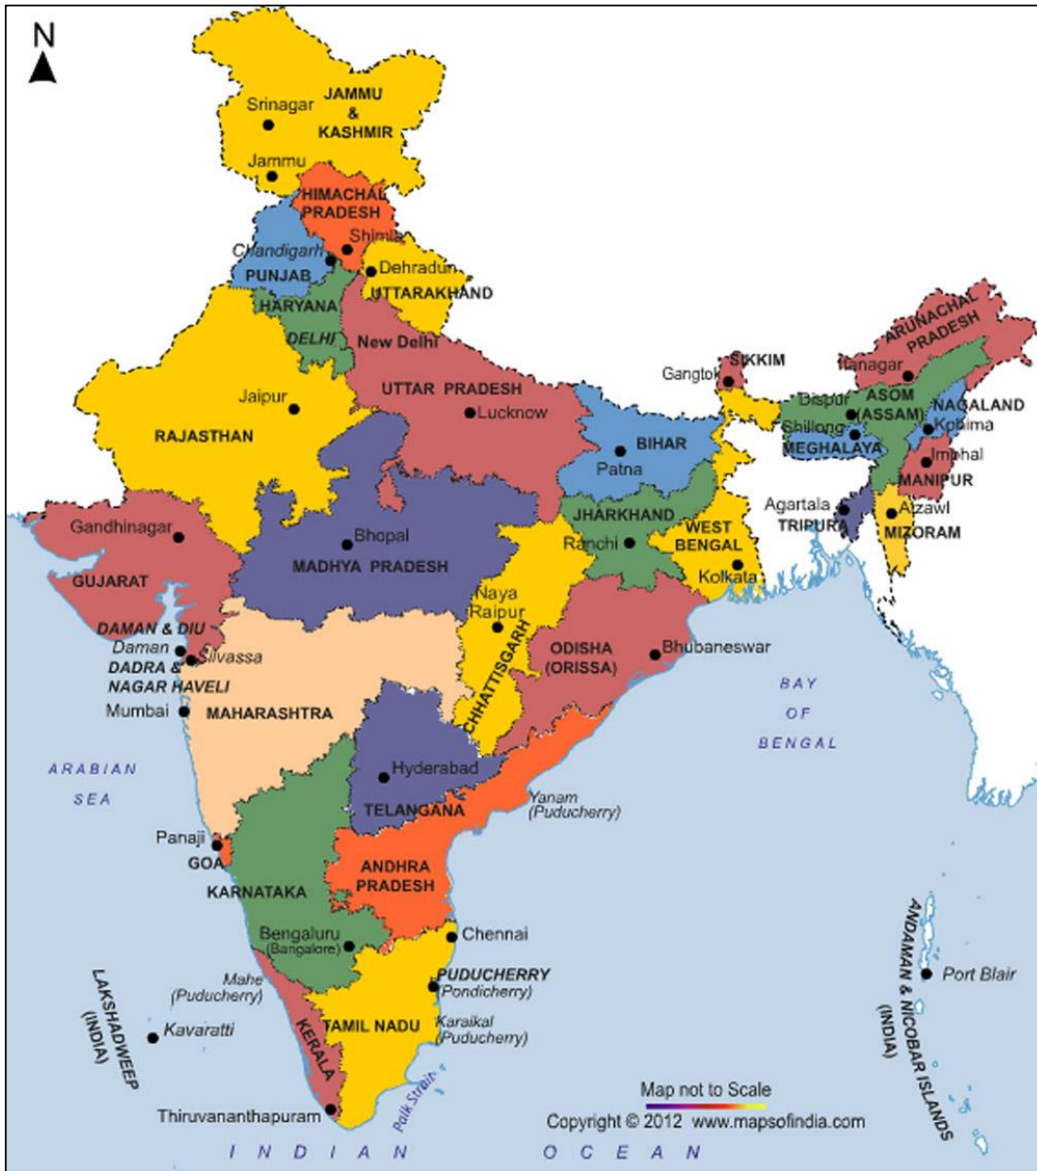 N
JAMMU
&
KASHMIR
Srinagar
Jammu
HIMACHAL
PRADESH
Shimla
Chandigarh
PUNJAB
Dehradun
UTTARAKHAND
HARYANA
DELHI
New Delhi
ARUNACHAL
PRADESH
SIKKIM
Gangtok
Itanagar
UTTAR PRADESH
Lucknow
Jaipur
RAJASTHAN
Dispur
ASOM
(ASSAM)
NAGALAND
Kohima
Shillong
MEGHALAYA
BIHAR
Patna
Imphal
MANIPUR
Agartala
TRIPURA
Aizawl
MIZORAM
JHARKHAND
Ranchi
WEST
BENGAL
Kolkata
Gandhinagar
GUJARAT
Bhopal
MADHYA PRADESH
Naya
Raipur
CHHATTISGARH
ODISHA
(ORISSA)
Bhubaneswar
DAMAN & DIU
Daman
Silvassa
DADRA &
NAGAR HAVELI
Mumbai
MAHARASHTRA
BAY
OF
BENGAL
ARABIAN
SEA
Hyderabad
TELANGANA
Yanam
(Puducherry)
Panaji
GOA
KARNATAKA
ANDHRA
PRADESH
Bengaluru
(Bangalore)
Chennai
PUDUCHERRY
(Pondicherry)
Mahe
(Puducherry)
Karaikal
(Puducherry)
TAMIL NADU
KERALA
LAKSHADWEEP
(INDIA)
Kavaratti
ANDAMAN & NICOBAR ISLANDS
(INDIA)
Port Blair
Thiruvananthapuram
Palk Strait
Map not to Scale
Copyright © 2012 www.mapsofindia.com
INDIAN OCEAN